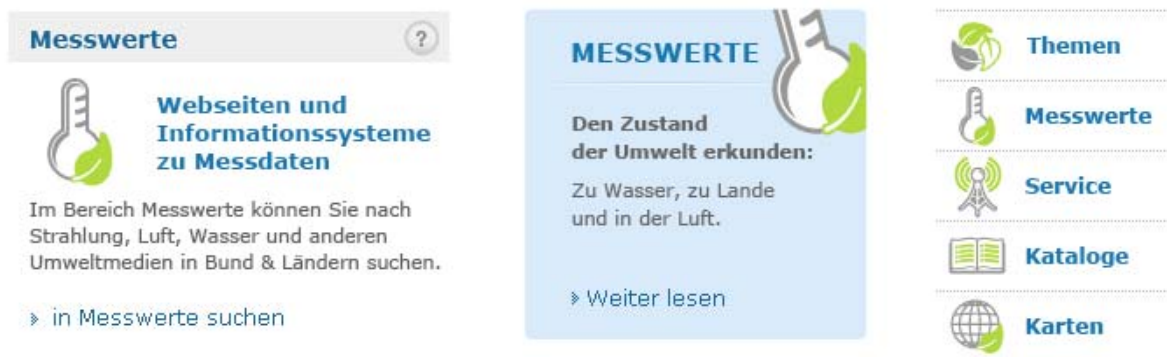 Messwerte
?
Webseiten und
Informationssysteme
zu Messdaten
Im Bereich Messwerte können Sie nach
Strahlung, Luft, Wasser und anderen
Umweltmedien in Bund & Ländern suchen.
» in Messwerte suchen
MESSWERTE
Den Zustand
der Umwelt erkunden:
Zu Wasser, zu Lande
und in der Luft.
» Weiter lesen
Themen
Messwerte
Service
Kataloge
Karten